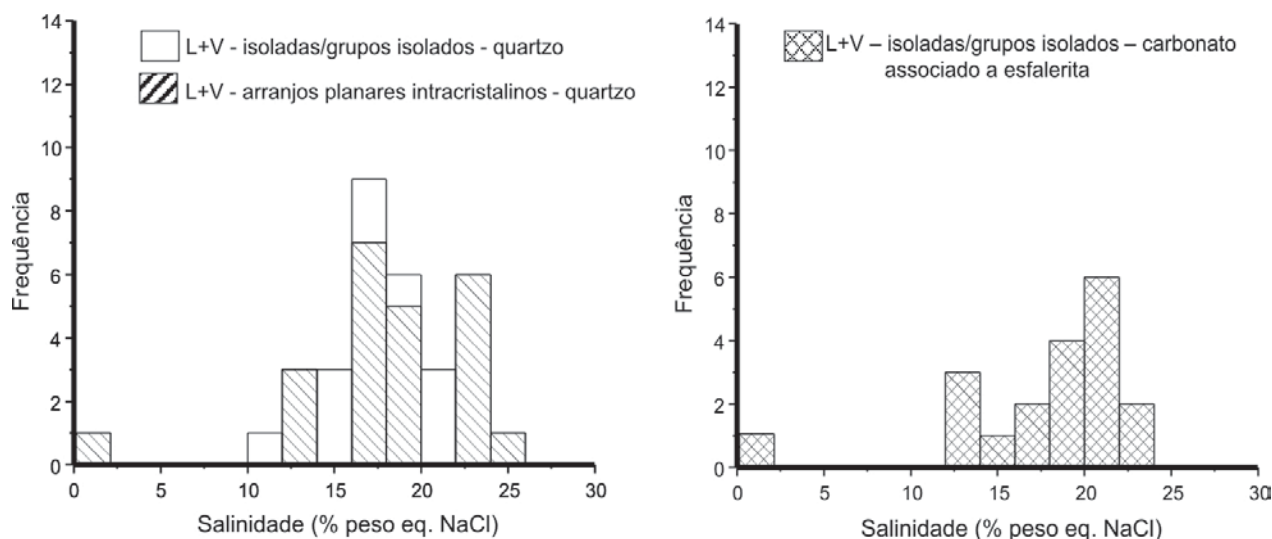 14
12
10
8
6
4
2
0
Frequência
L+V - isoladas/grupos isolados - quartzo
L+V - arranjos planares intracristalinos - quartzo
0 5 10 15 20 25 30
Salinidade (% peso eq. NaCl)
14
12
10
8
6
4
2
0
Frequência
L+V – isoladas/grupos isolados – carbonato
associado a esfalerita
0 5 10 15 20 25 30
Salinidade (% peso eq. NaCl)